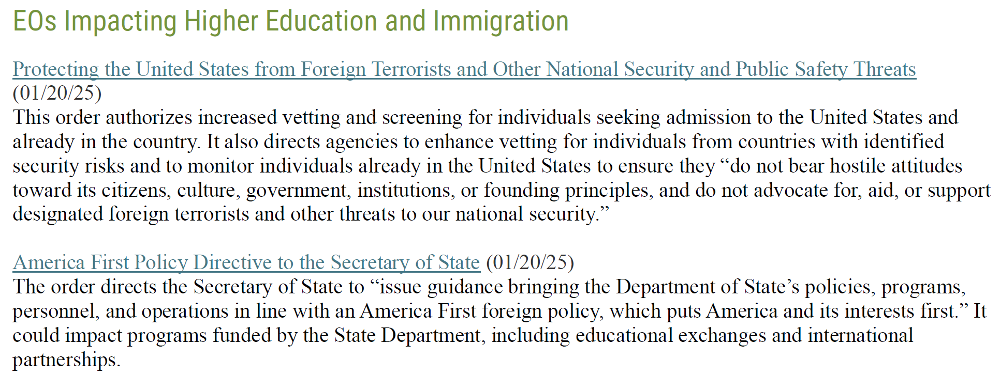 EOs Impacting Higher Education and Immigration
Protecting the United States from Foreign Terrorists and Other National Security and Public Safety Threats
(01/20/25)
This order authorizes increased vetting and screening for individuals seeking admission to the United States and
already in the country. It also directs agencies to enhance vetting for individuals from countries with identified
security risks and to monitor individuals already in the United States to ensure they “do not bear hostile attitudes
toward its citizens, culture, government, institutions, or founding principles, and do not advocate for, aid, or support
designated foreign terrorists and other threats to our national security.”
America First Policy Directive to the Secretary of State (01/20/25)
The order directs the Secretary of State to “issue guidance bringing the Department of State’s policies, programs,
personnel, and operations in line with an America First foreign policy, which puts America and its interests first.” It
could impact programs funded by the State Department, including educational exchanges and international
partnerships.